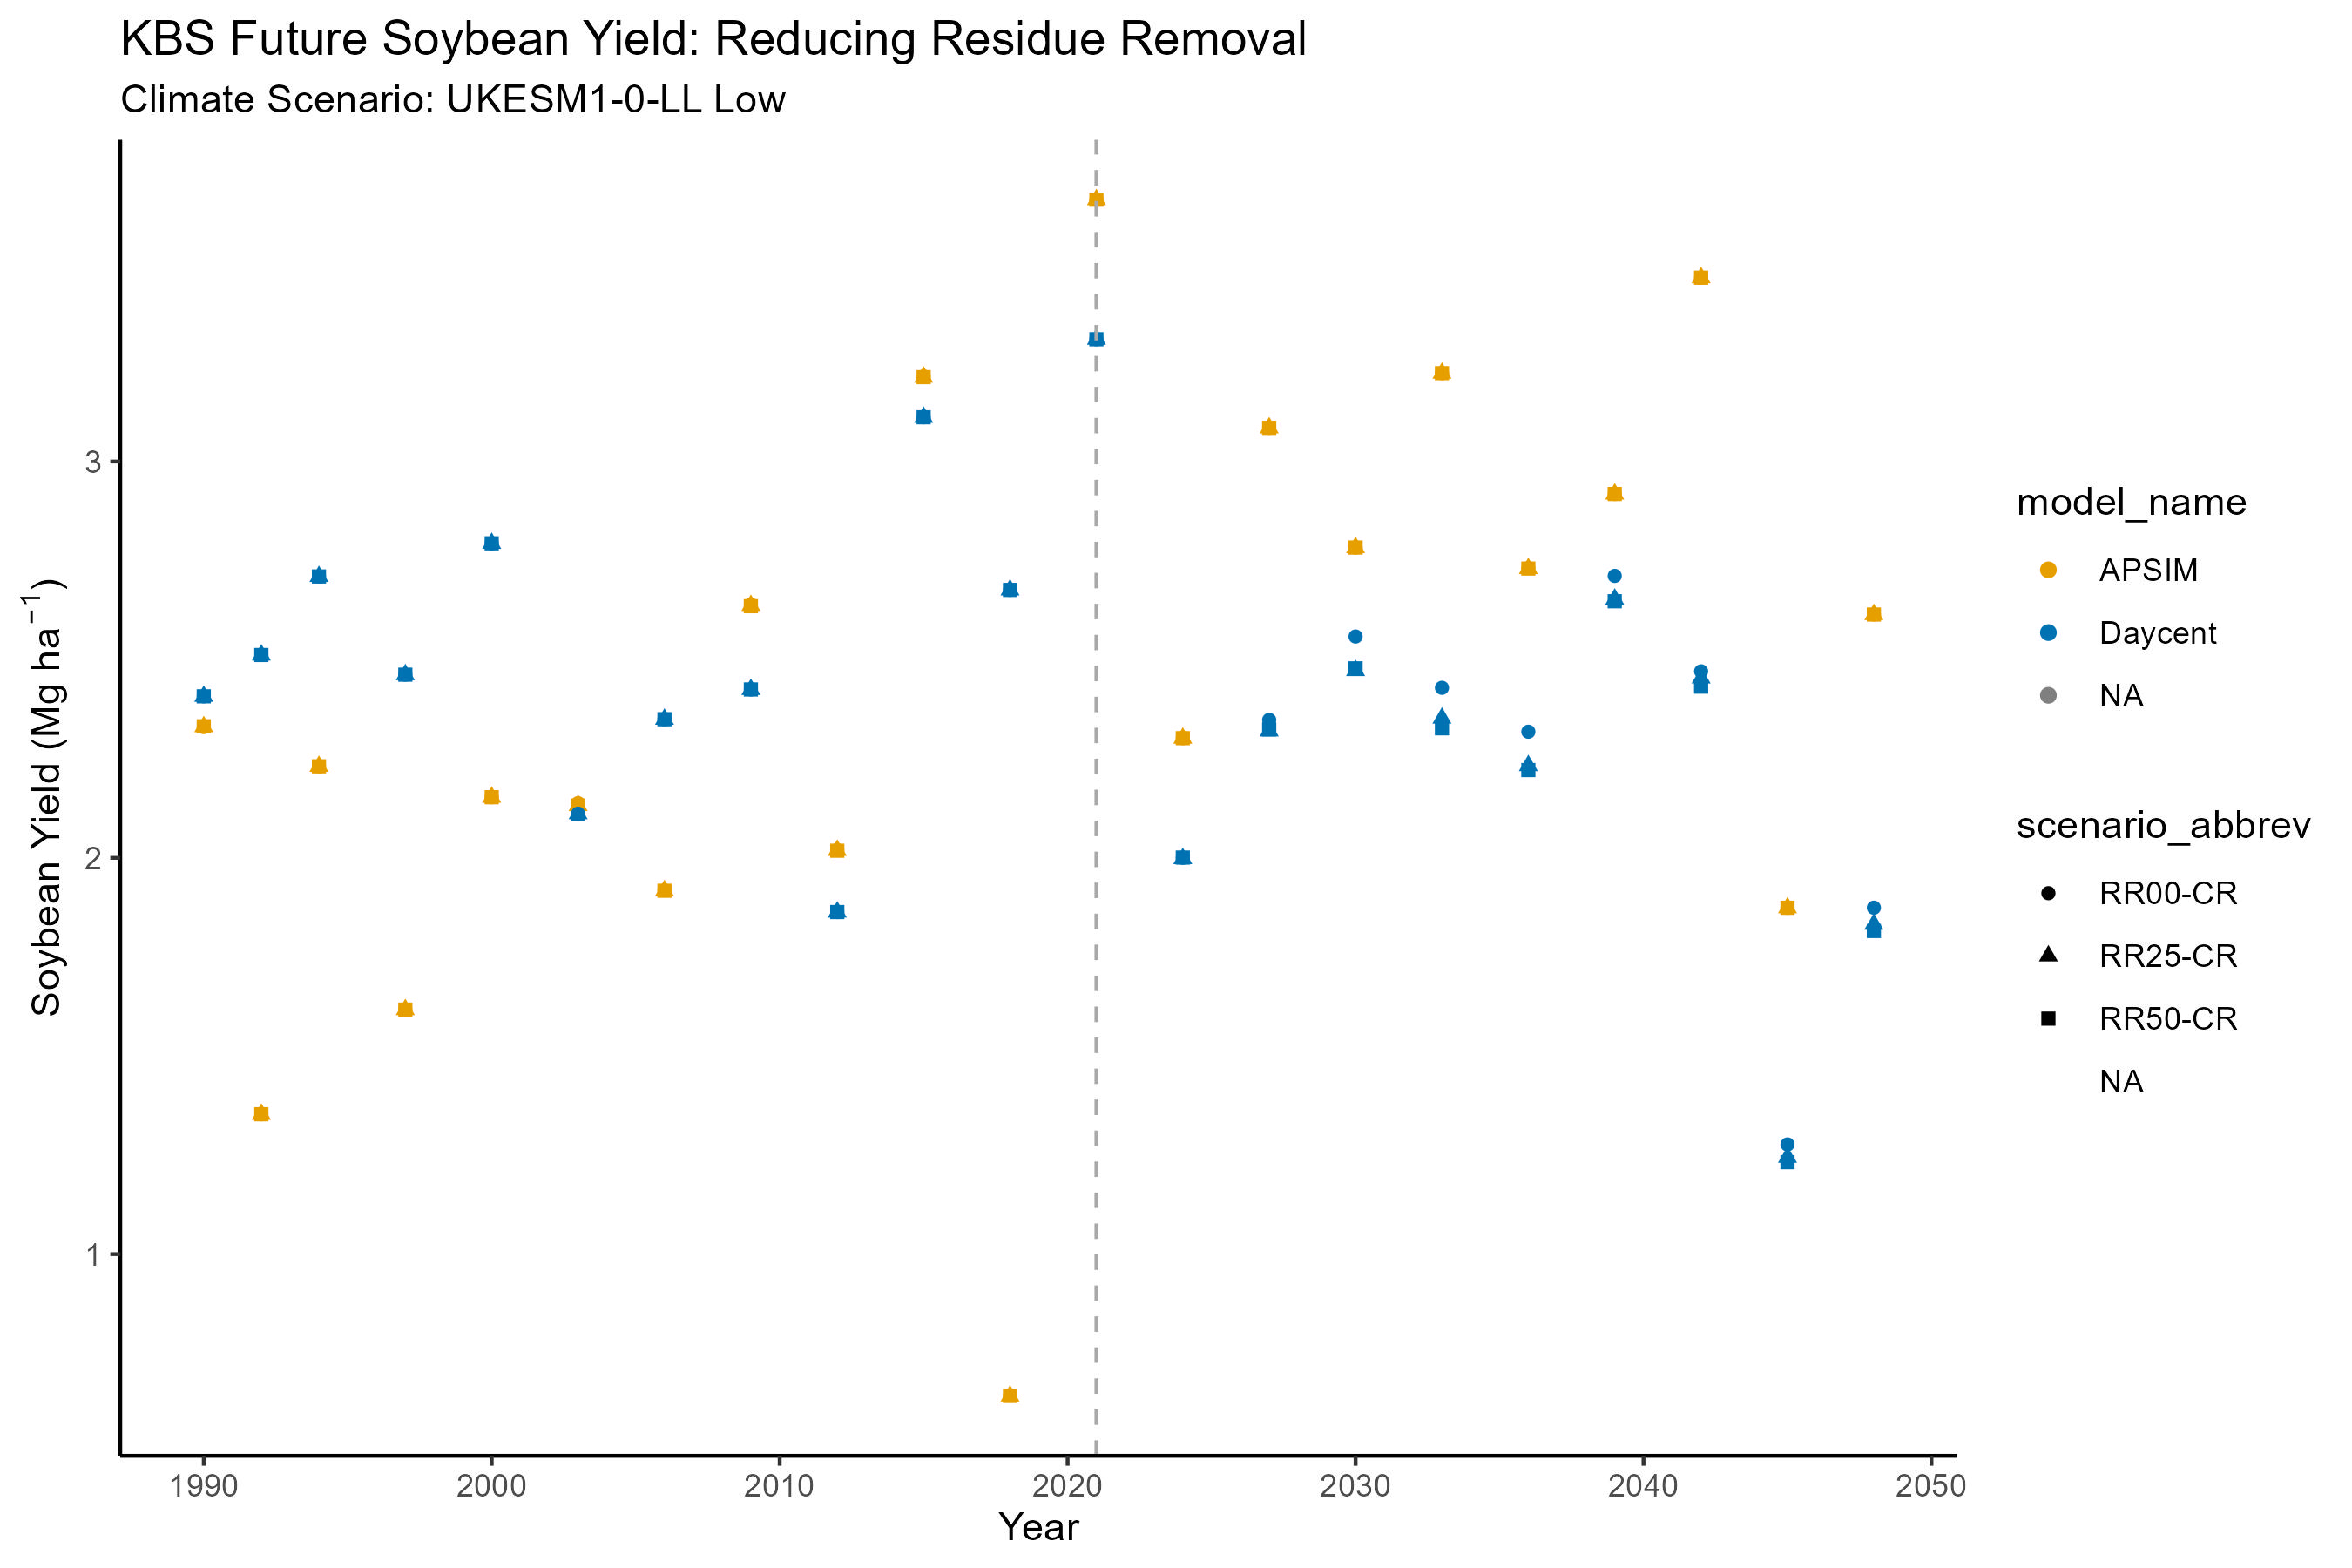 KBS Future Soybean Yield: Reducing Residue Removal
Climate Scenario: UKESM1-0-LL Low
Soybean Yield (Mg ha⁻¹)
3
2
1
1990 2000 2010 2020 2030 2040 2050
Year
model_name
APSIM
Daycent
NA
scenario_abbrev
RR00-CR
RR25-CR
RR50-CR
NA